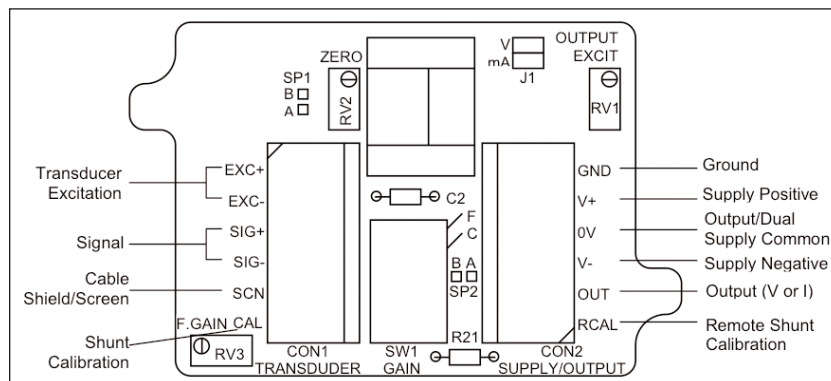 OUTPUT
EXCIT
V
mA
J1
RV1
ZERO
RV2
SP1
B
A
Transducer
Excitation
EXC+
EXC-
Signal
SIG+
SIG-
Cable
Shield/Screen
SCN
F.GAIN CAL
Shunt
Calibration
RV3
CON1
TRANSDUDER
C2
F
C
B A
SP2
SW1
GAIN
R21
CON2
SUPPLY/OUTPUT
GND
Ground
V+
Supply Positive
0V
Output/Dual
Supply Common
V-
Supply Negative
OUT
Output (V or I)
RCAL
Remote Shunt
Calibration